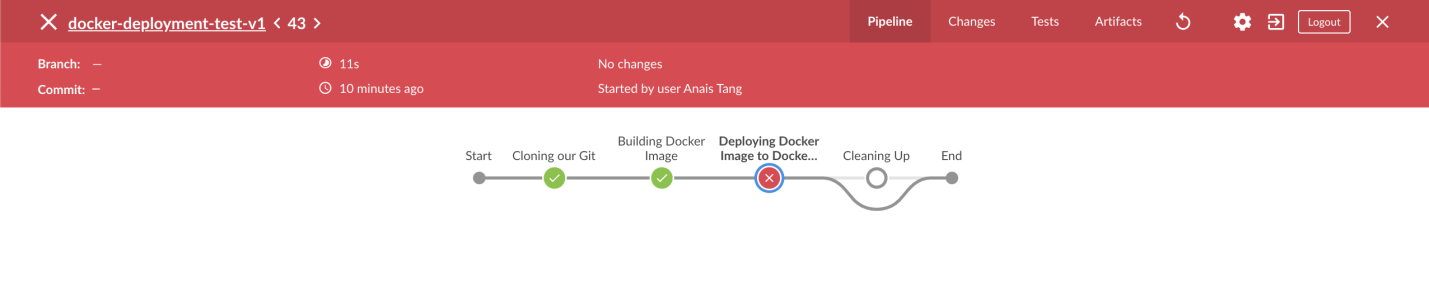 docker-deployment-test-v1 < 43 >
Pipeline Changes Tests Artifacts Logout
Branch: —
11s
No changes
Commit: —
10 minutes ago
Started by user Anais Tang
Start
Cloning our Git
Building Docker
Image
Deploying Docker
Image to Docke...
Cleaning Up
End